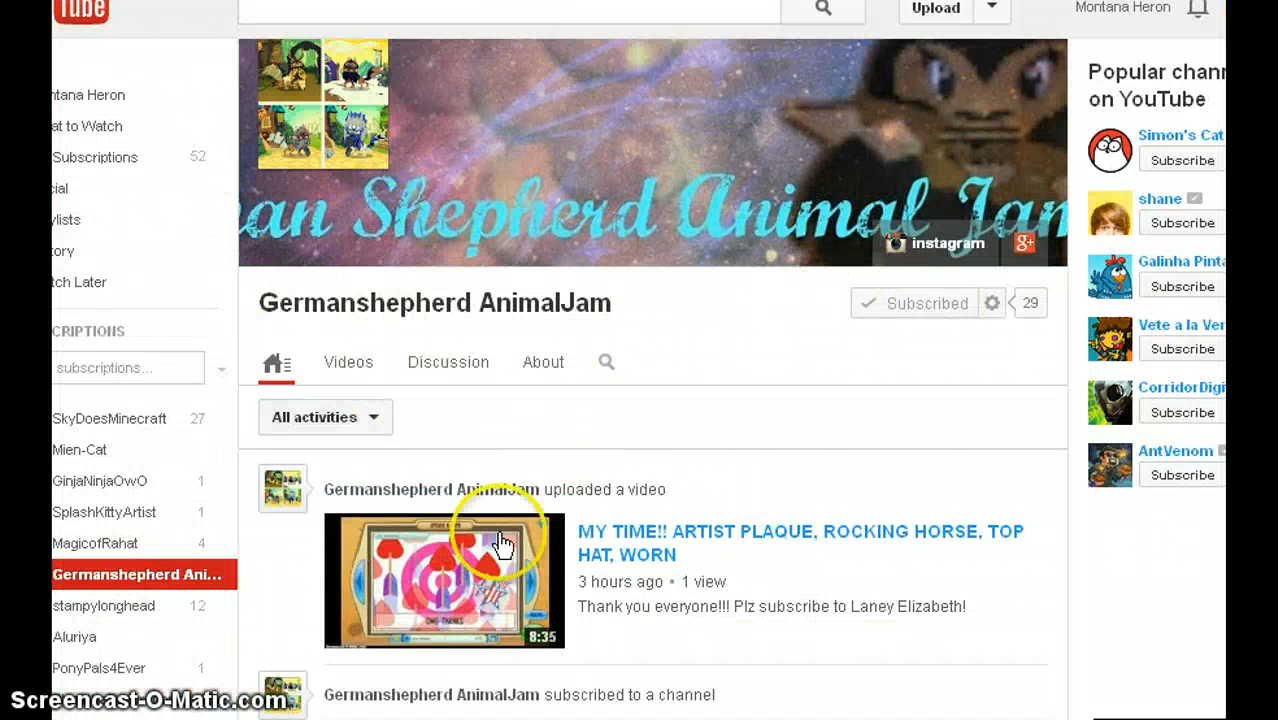 Tube
Upload
Montana Heron
Popular chann
on YouTube
ntana Heron
at to Watch
Subscriptions 52
cial
ylists
tory
tch Later
an Shepherd Animal Jam
instagram
g+
Simon's Cat
Subscribe
shane
Subscribe
Galinha Pinta
Subscribe
Vete a la Ver
Subscribe
CorridorDigi
Subscribe
AntVenom
Subscribe
Germanshepherd AnimalJam
Subscribed 29
CRIPTIONS
subscriptions...
Videos Discussion About
All activities
SkyDoesMinecraft 27
Mien-Cat
GinjaNinjaOwO 1
SplashKittyArtist 1
MagicofRahat 4
Germanshepherd Ani...
stampylonghead 12
Aluriya
PonyPals4Ever 1
Germanshepherd AnimalJam uploaded a video
OMG THANKS
8:35
MY TIME!! ARTIST PLAQUE, ROCKING HORSE, TOP
HAT, WORN
3 hours ago • 1 view
Thank you everyone!!! Plz subscribe to Laney Elizabeth!
Germanshepherd AnimalJam subscribed to a channel
Screencast-O-Matic.com